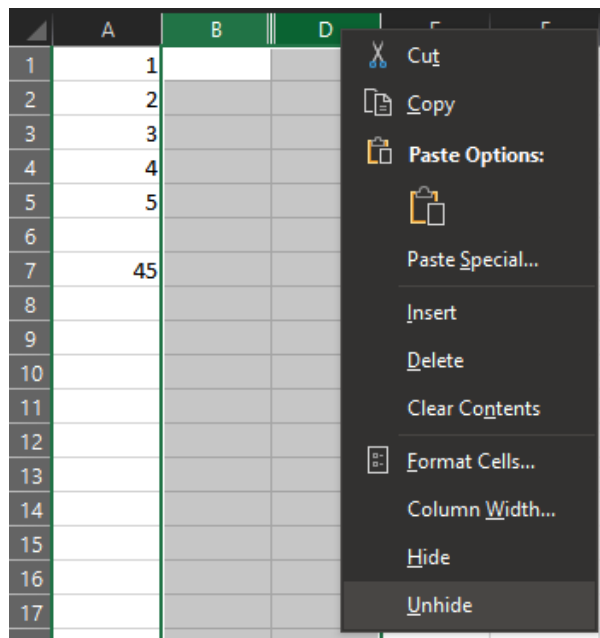 A B D
1 1
2 2
3 3
4 4
5 5
6
7 45
8
9
10
11
12
13
14
15
16
17
Cut
Copy
Paste Options:
Paste Special...
Insert
Delete
Clear Contents
Format Cells...
Column Width...
Hide
Unhide